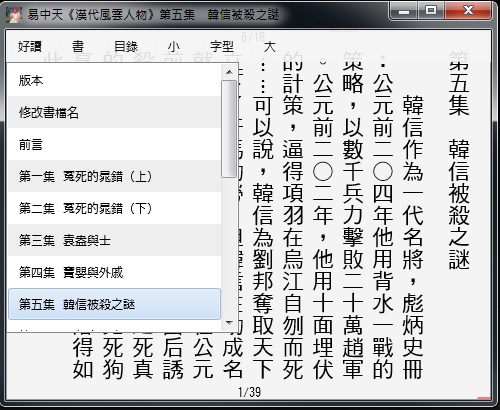 易中天《漢代風雲人物》第五集　韓信被殺之謎
好讀 書 目錄 小 字型 大
版本
修改書檔名
前言
第一集 冤死的晁錯（上）
第二集 冤死的晁錯（下）
第三集 袁盎與士
第四集 竇嬰與外戚
第五集 韓信被殺之謎
第五集　韓信被殺之謎
韓信作為一代名將，彪炳史冊
：公元前二〇四年他用背水一戰的
策略，以數千兵力擊敗二十萬趙軍
。公元前二〇二年，他用十面埋伏
的計策，逼得項羽在烏江自刎而死
……可以說，韓信為劉邦奪取天下
成名
公元
后誘
死真
死狗
得如
1/39